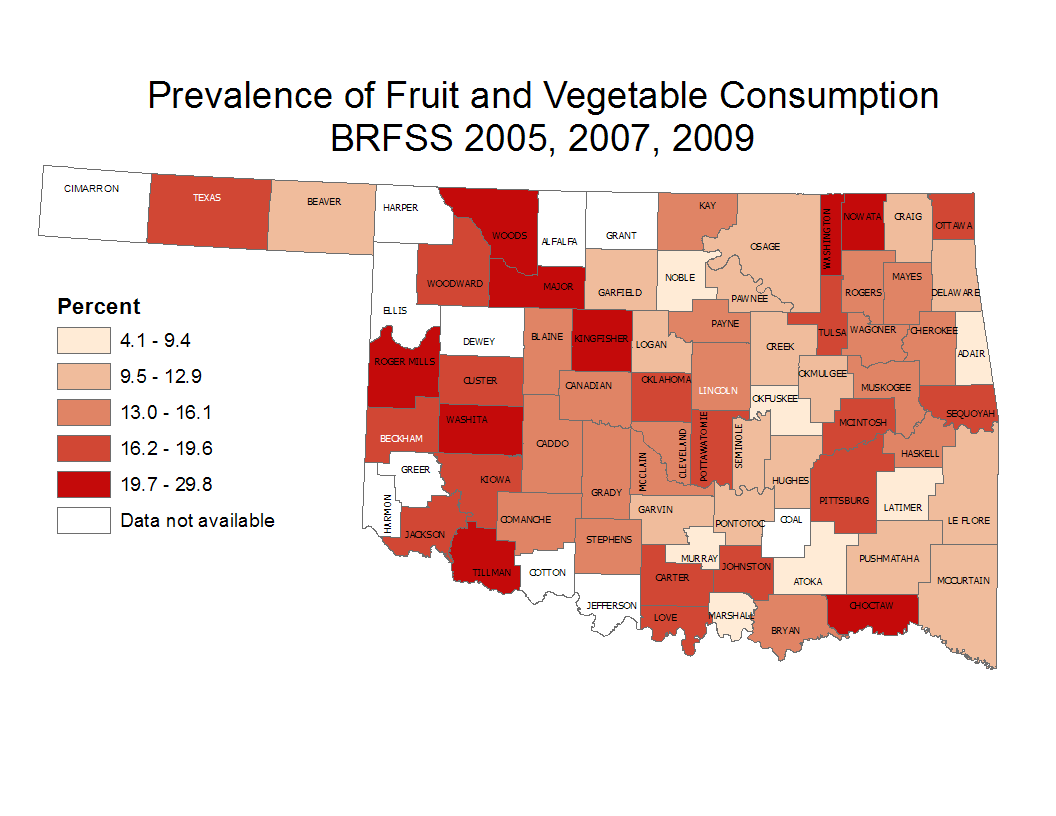 Prevalence of Fruit and Vegetable Consumption
BRFSS 2005, 2007, 2009
CIMARRON
TEXAS
BEAVER
HARPER
WOODS
ALFALFA
GRANT
KAY
OSAGE
WASHINGTON
NOWATA
CRAIG
OTTAWA
WOODWARD
MAJOR
GARFIELD
NOBLE
PAWNEE
ROGERS
MAYES
DELAWARE
ELLIS
DEWEY
BLAINE
KINGFISHER
LOGAN
PAYNE
CREEK
TULSA
WAGONER
CHEROKEE
ADAIR
ROGER MILLS
CUSTER
CANADIAN
OKLAHOMA
LINCOLN
OKFUSKEE
OKMULGEE
MUSKOGEE
SEQUOYAH
BECKHAM
WASHITA
CADDO
GRADY
MCCLAIN
CLEVELAND
POTTAWATOMIE
SEMINOLE
HUGHES
MCINTOSH
HASKELL
GREER
HARMON
KIOWA
JACKSON
COMANCHE
TILLMAN
COTTON
STEPHENS
JEFFERSON
GARVIN
PONTOTOC
COAL
PITTSBURG
LATIMER
LE FLORE
MURRAY
JOHNSTON
CARTER
LOVE
MARSHALL
ATOKA
PUSHMATAHA
MCCURTAIN
BRYAN
CHOCTAW
Percent
4.1 - 9.4
9.5 - 12.9
13.0 - 16.1
16.2 - 19.6
19.7 - 29.8
Data not available